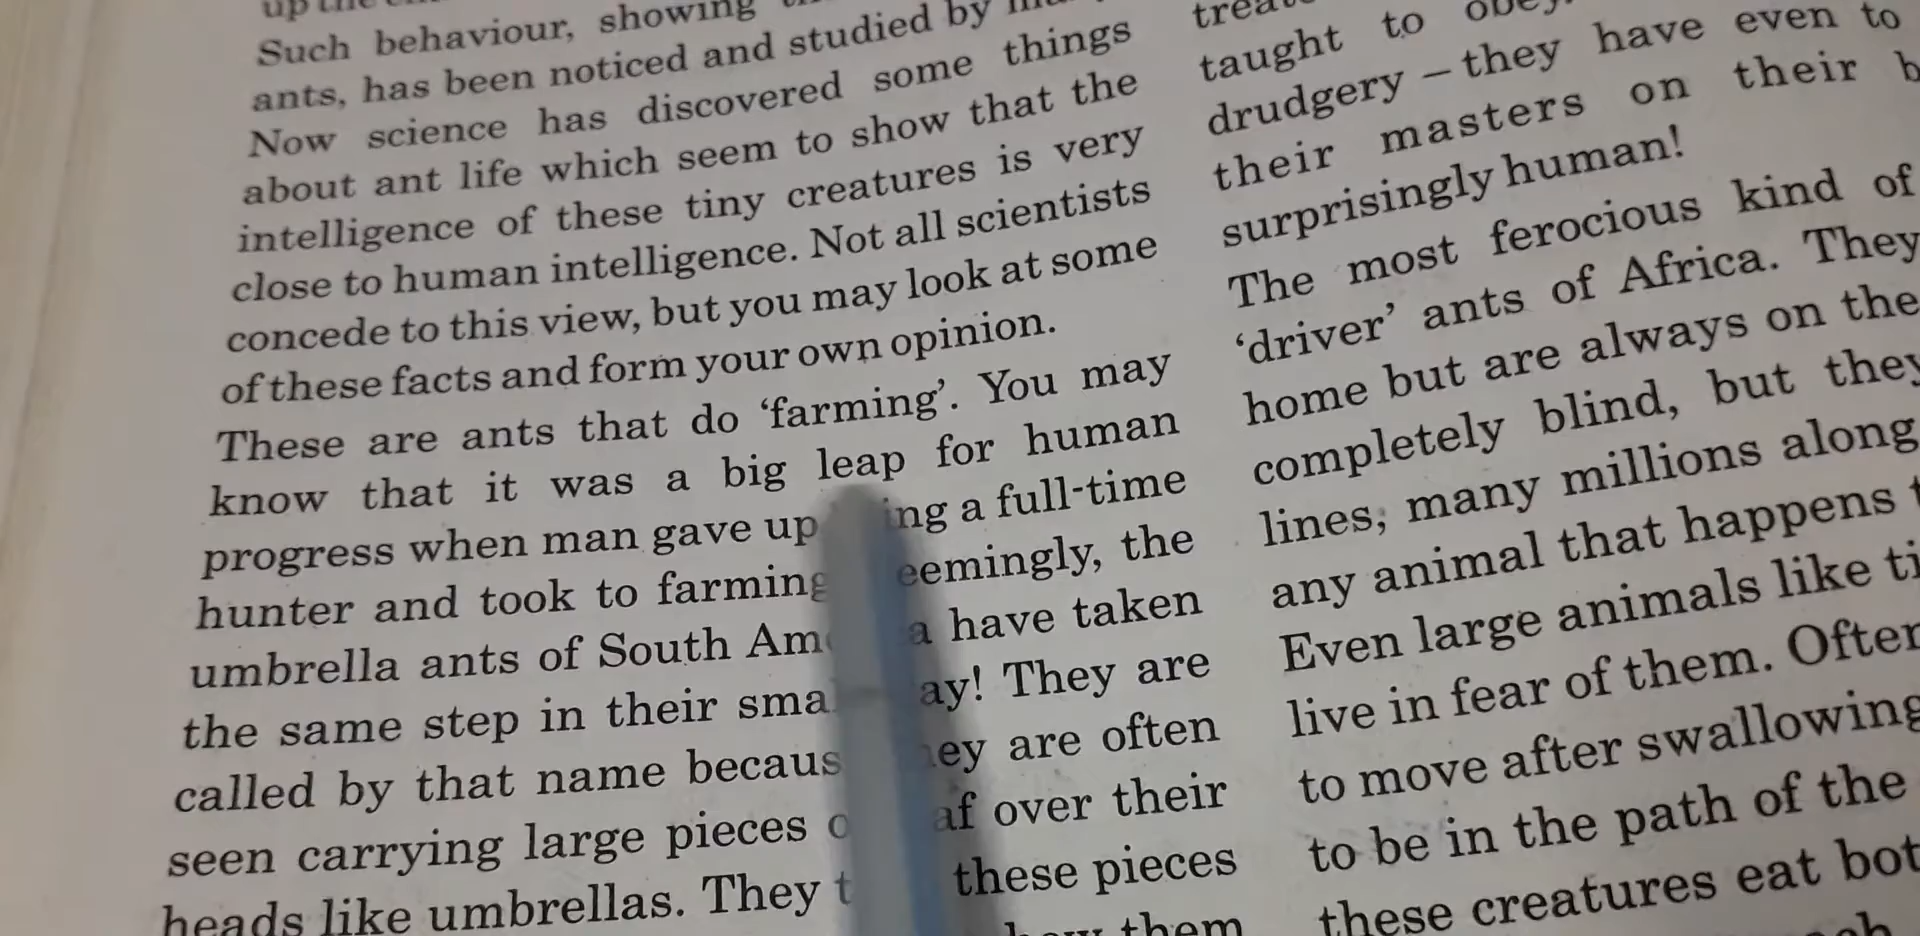 up the
Such behaviour, showing
ants, has been noticed and studied by
Now science has discovered some things
about ant life which seem to show that the
intelligence of these tiny creatures is very
close to human intelligence. Not all scientists
concede to this view, but you may look at some
of these facts and form your own opinion.
These are ants that do ‘farming’. You may
know that it was a big leap for human
progress when man gave up ing a full-time
hunter and took to farming eemingly, the
umbrella ants of South Am a have taken
the same step in their sma ay! They are
called by that name becaus ey are often
seen carrying large pieces o af over their
heads like umbrellas. They t these pieces
them
taught to obey.
drudgery – they have even to
their masters on their b
surprisingly human!
The most ferocious kind of
‘driver’ ants of Africa. They
home but are always on the
completely blind, but they
lines, many millions along
any animal that happens t
Even large animals like ti
live in fear of them. Often
to move after swallowing
to be in the path of the
these creatures eat bot